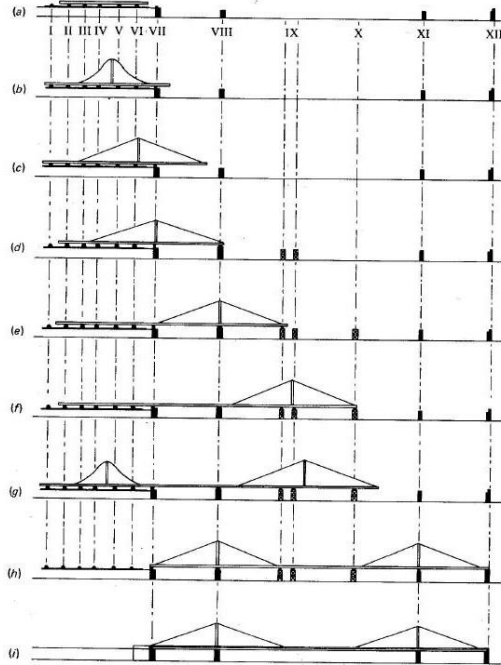 (a)
I II III IV V VI VII VIII IX X XI XII
(b)
(c)
(d)
(e)
(f)
(g)
(h)
(i)